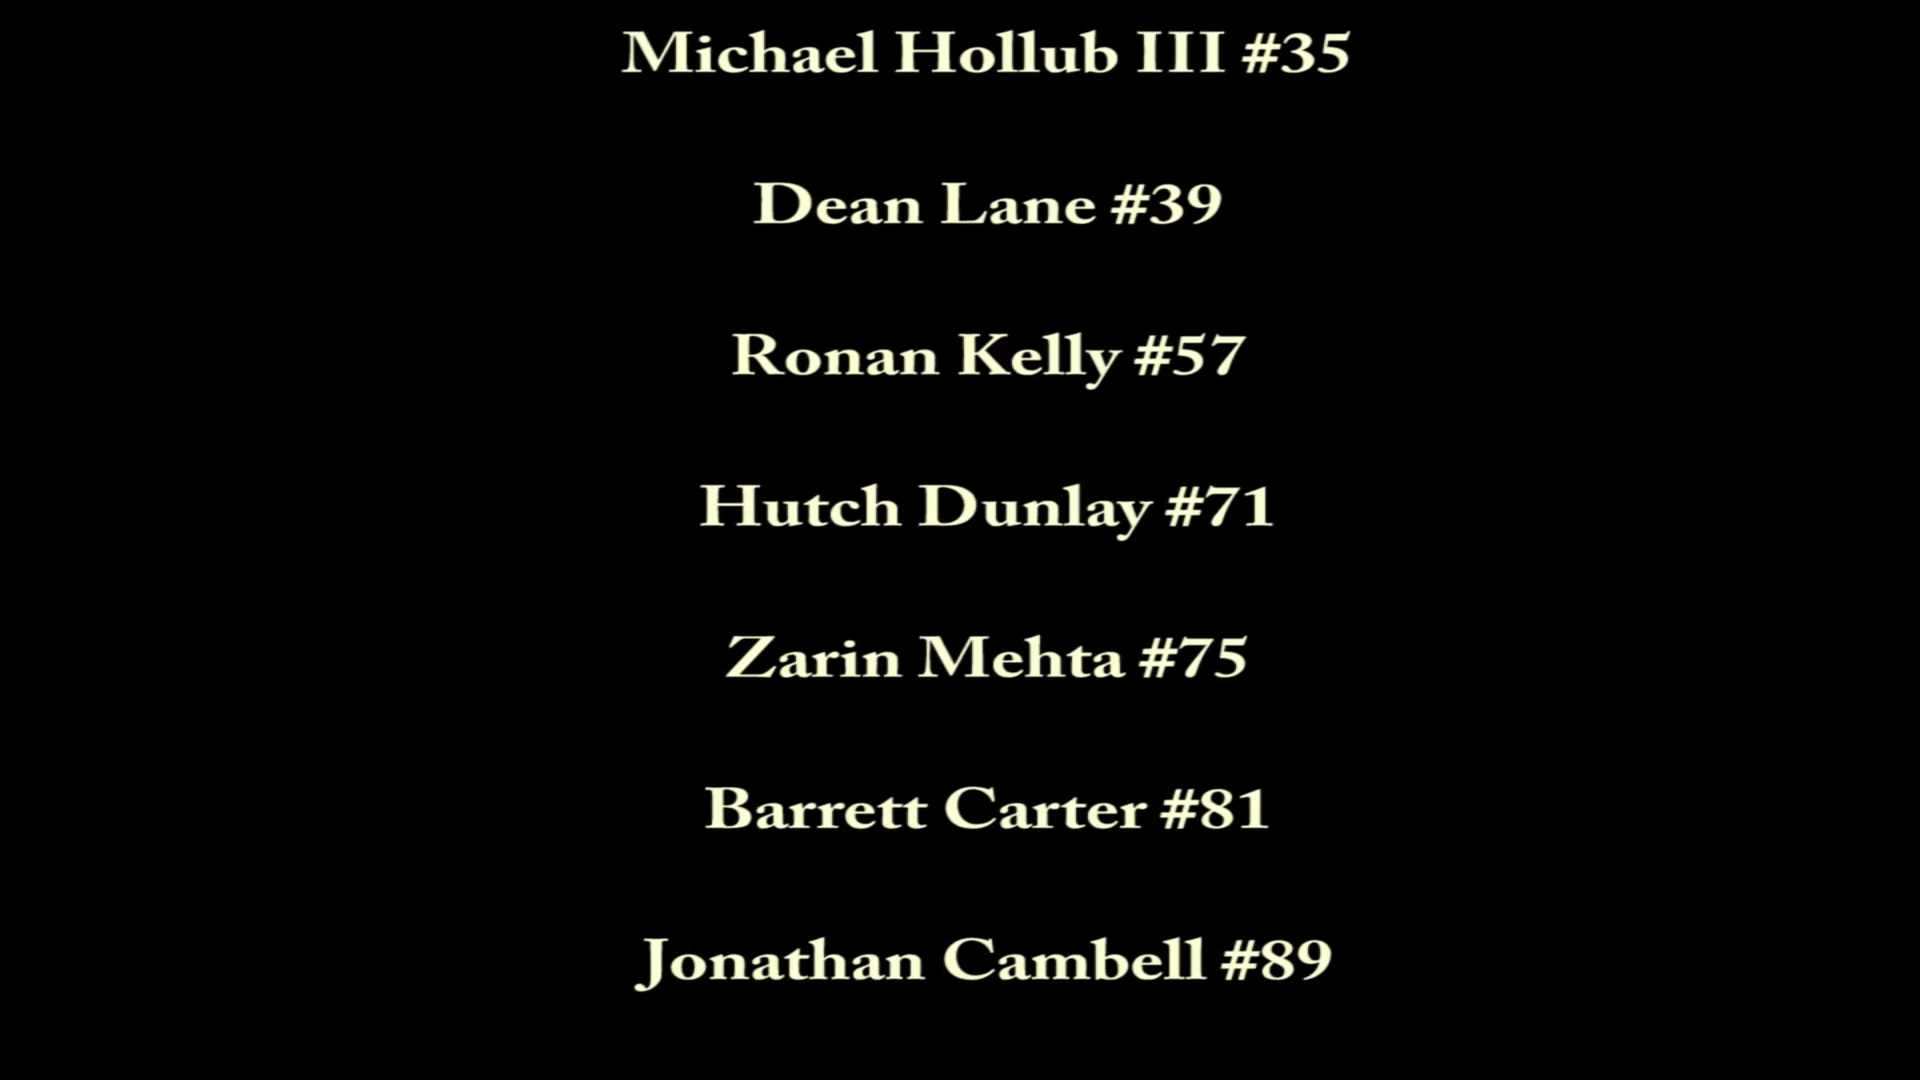 Michael Hollub III #35
Dean Lane #39
Ronan Kelly #57
Hutch Dunlay #71
Zarin Mehta #75
Barrett Carter #81
Jonathan Cambell #89